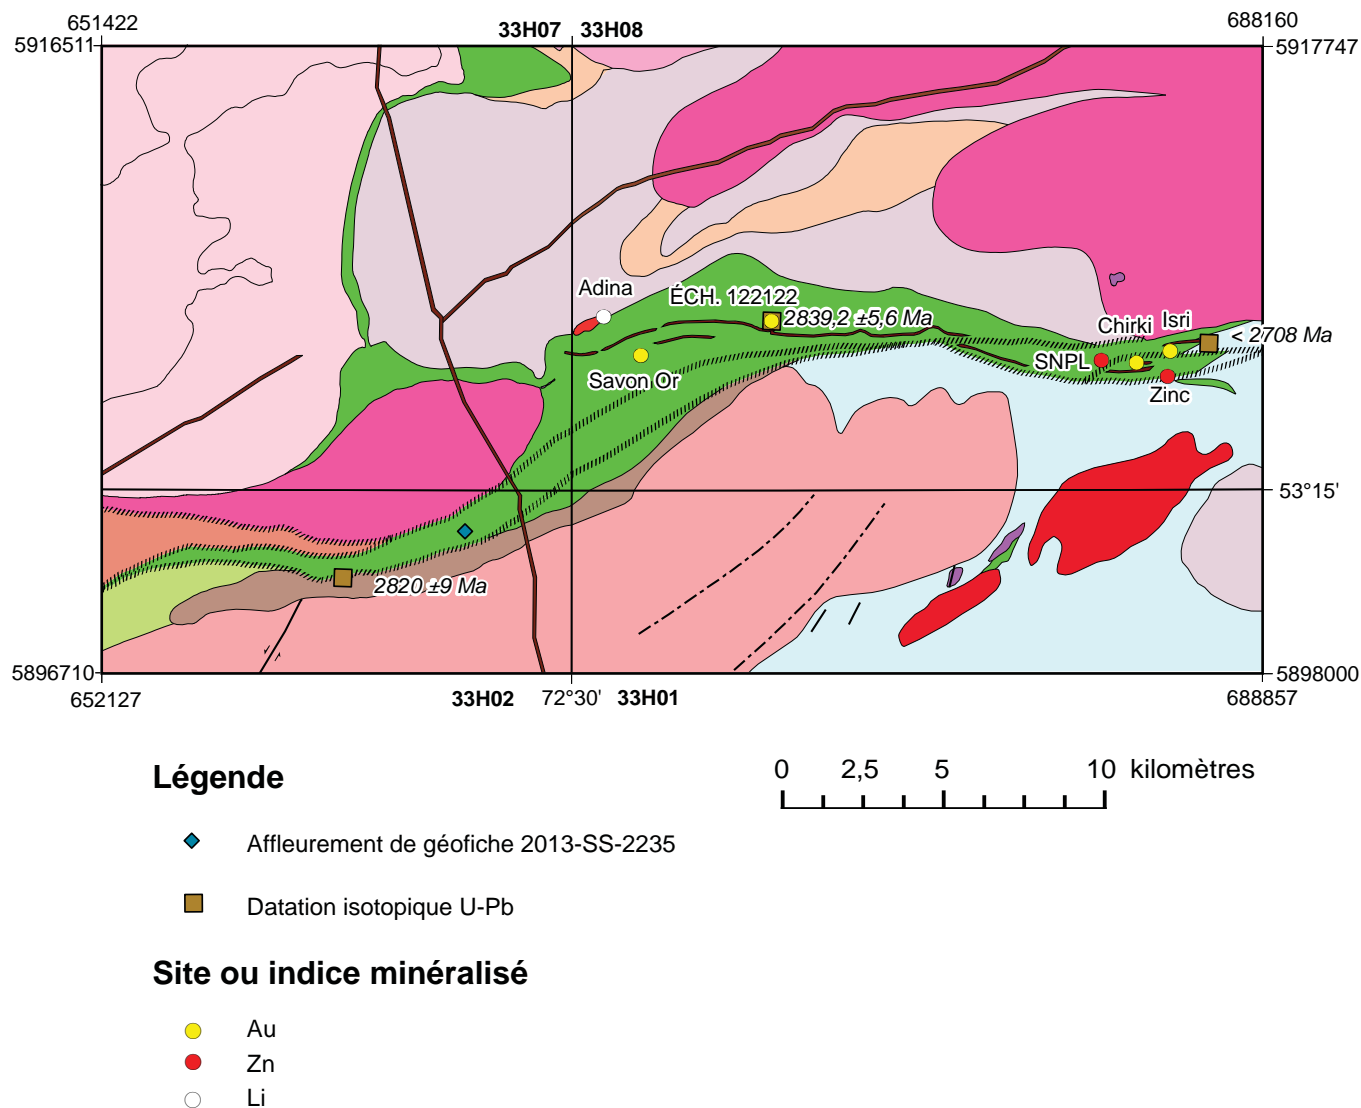 651422
33H07 33H08
688160
5916511
5917747
Adina
ÉCH. 122122
2839,2 ±5,6 Ma
Chirki
Isri
< 2708 Ma
SNPL
Savon Or
Zinc
53°15'
2820 ±9 Ma
5896710
5898000
652127
33H02
72°30'
33H01
688857
Légende
0 2,5 5 10 kilomètres
Affleurement de géofiche 2013-SS-2235
Datation isotopique U-Pb
Site ou indice minéralisé
Au
Zn
Li